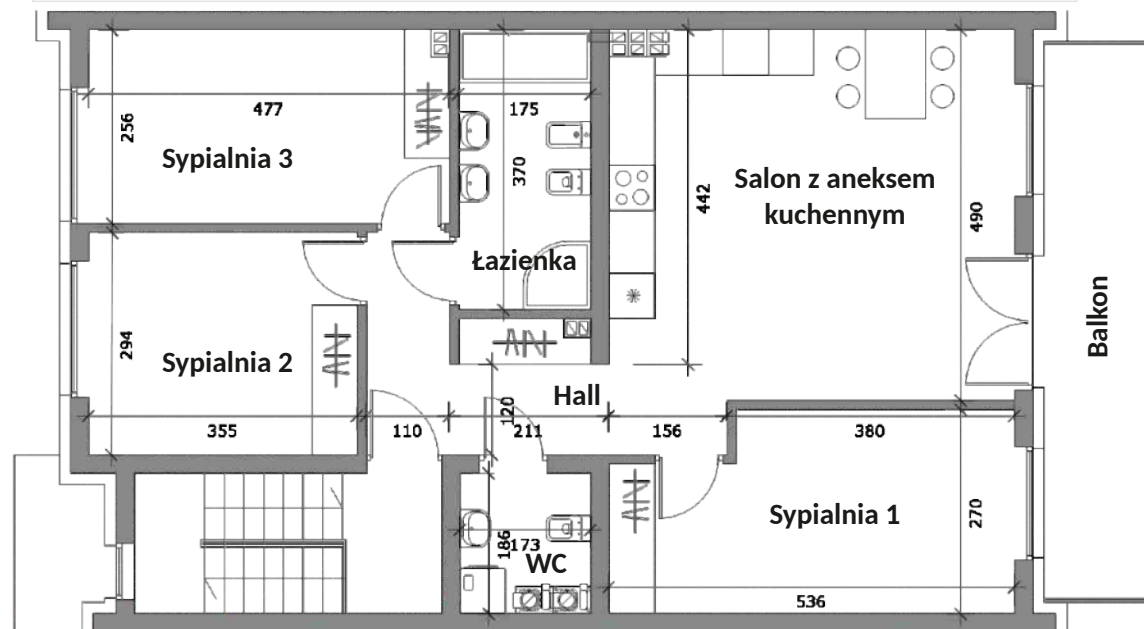 477
175
256
Sypialnia 3
370
442
Salon z aneksem
kuchennym
490
Łazienka
Balkon
294
Sypialnia 2
Hall
120
355
110
211
156
380
Sypialnia 1
270
186
173
WC
536